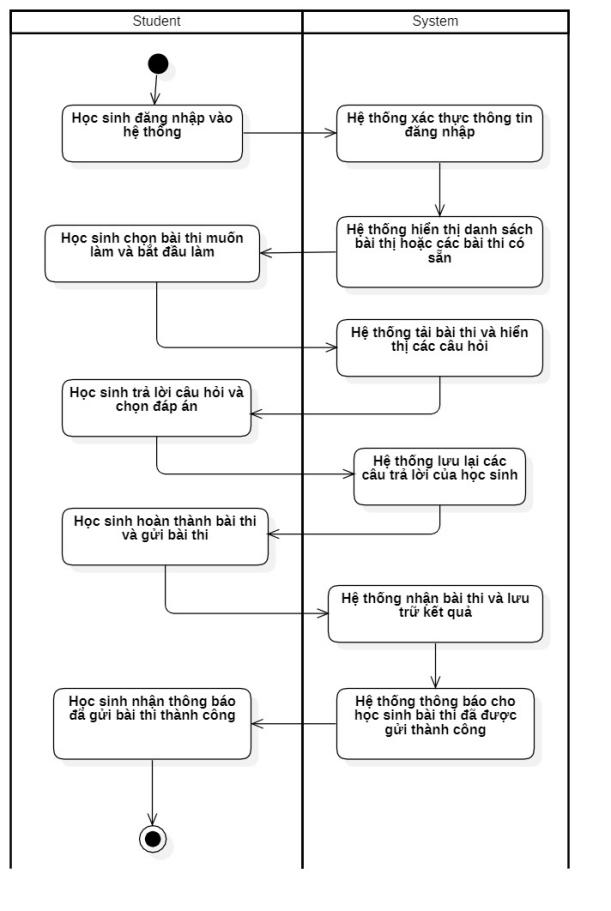 Student
System
Học sinh đăng nhập vào
hệ thống
Hệ thống xác thực thông tin
đăng nhập
Hệ thống hiển thị danh sách
bài thị hoặc các bài thi có
sẵn
Học sinh chọn bài thi muốn
làm và bắt đầu làm
Hệ thống tải bài thi và hiển
thị các câu hỏi
Học sinh trả lời câu hỏi và
chọn đáp án
Hệ thống lưu lại các
câu trả lời của học sinh
Học sinh hoàn thành bài thi
và gửi bài thi
Hệ thống nhận bài thi và lưu
trữ kết quả
Hệ thống thông báo cho
học sinh bài thi đã được
gửi thành công
Học sinh nhận thông báo
đã gửi bài thi thành công